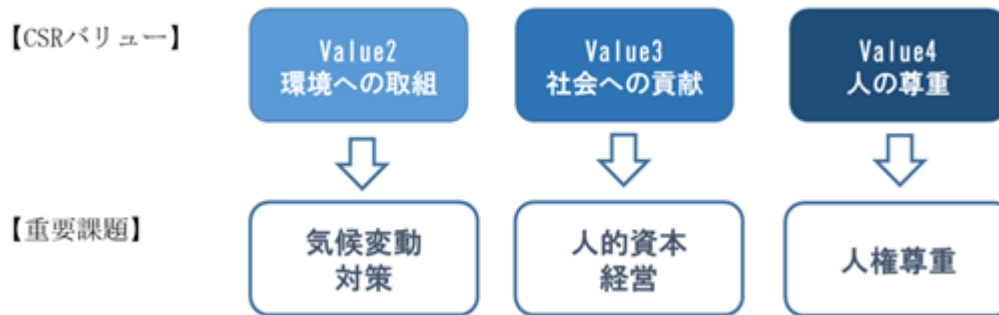 【CSRバリュー】
Value2
環境への取組
Value3
社会への貢献
Value4
人の尊重
【重要課題】
気候変動
対策
人的資本
経営
人権尊重